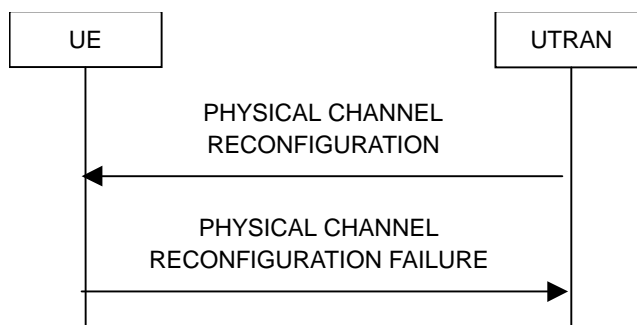 UE
UTRAN
PHYSICAL CHANNEL
RECONFIGURATION
PHYSICAL CHANNEL
RECONFIGURATION FAILURE